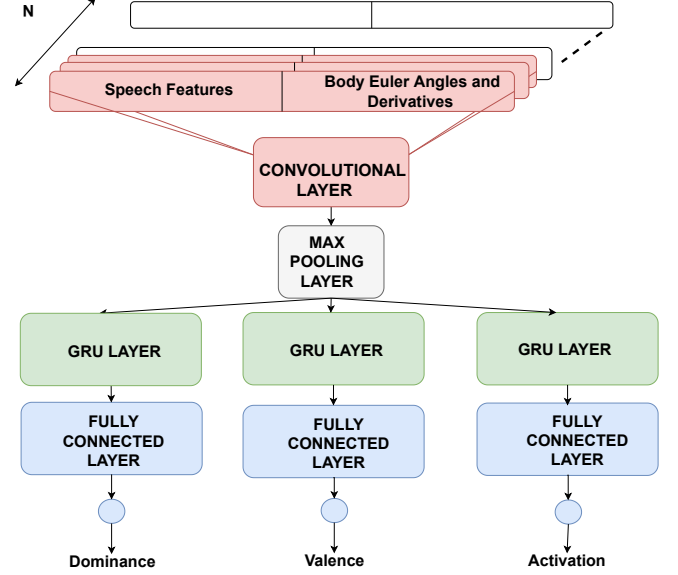 N
Speech Features
Body Euler Angles and
Derivatives
CONVOLUTIONAL
LAYER
MAX
POOLING
LAYER
GRU LAYER
GRU LAYER
GRU LAYER
FULLY
CONNECTED
LAYER
FULLY
CONNECTED
LAYER
FULLY
CONNECTED
LAYER
Dominance
Valence
Activation